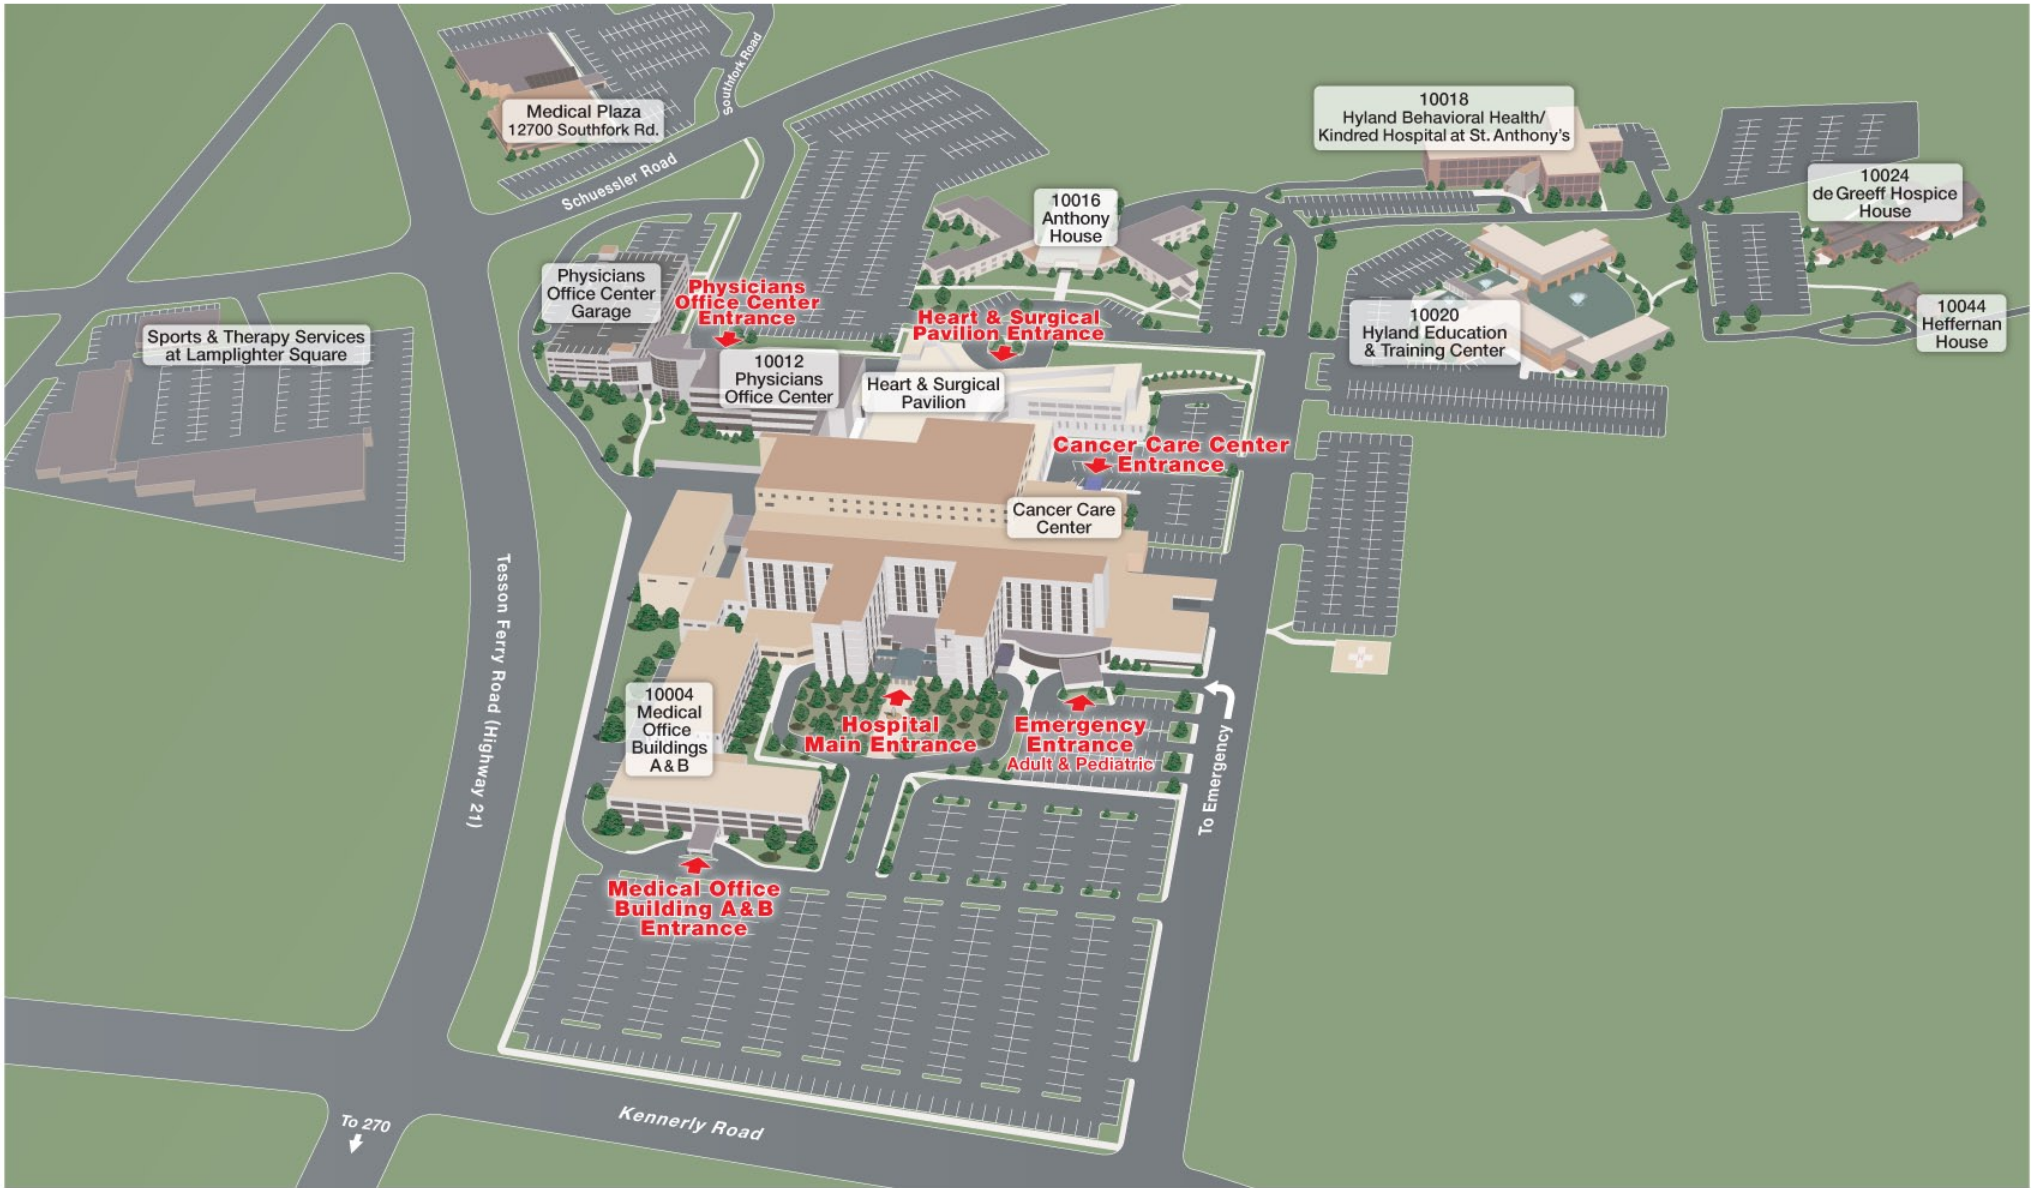 Southfork Road
Medical Plaza
12700 Southfork Rd.
Schuessler Road
10018
Hyland Behavioral Health/
Kindred Hospital at St. Anthony's
10024
de Greeff Hospice
House
10016
Anthony
House
Physicians
Office Center
Garage
Physicians
Office Center
Entrance
Heart & Surgical
Pavilion Entrance
10020
Hyland Education
& Training Center
10044
Heffernan
House
Sports & Therapy Services
at Lamplighter Square
10012
Physicians
Office Center
Heart & Surgical
Pavilion
Cancer Care Center
Entrance
Cancer Care
Center
Tesson Ferry Road (Highway 21)
10004
Medical
Office
Buildings
A & B
Hospital
Main Entrance
Emergency
Entrance
Adult & Pediatric
To Emergency
Medical Office
Building A & B
Entrance
To 270
Kennerly Road